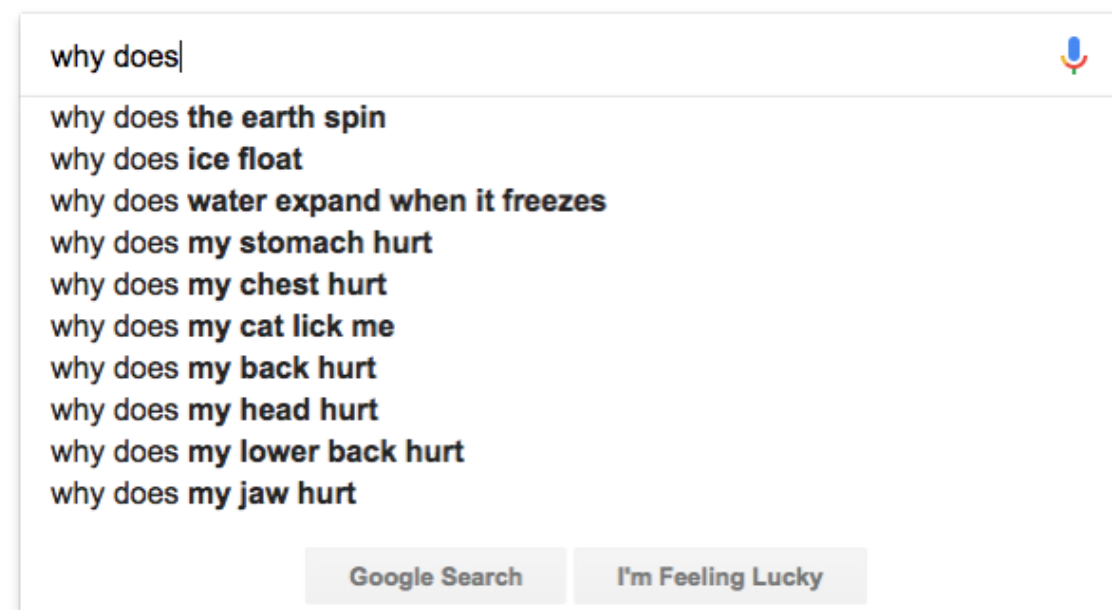 why does
why does the earth spin
why does ice float
why does water expand when it freezes
why does my stomach hurt
why does my chest hurt
why does my cat lick me
why does my back hurt
why does my head hurt
why does my lower back hurt
why does my jaw hurt
Google Search I'm Feeling Lucky